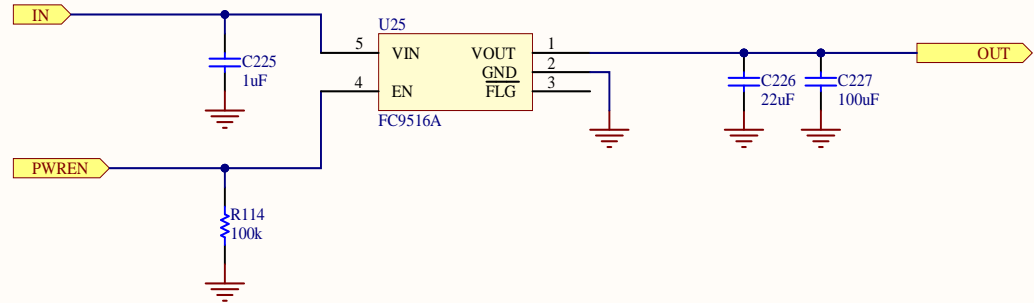 IN
U25
5
VIN
VOUT
1
OUT
C225
1uF
GND
2
4
EN
FLG
3
C226
22uF
C227
100uF
FC9516A
PWREN
R114
100k